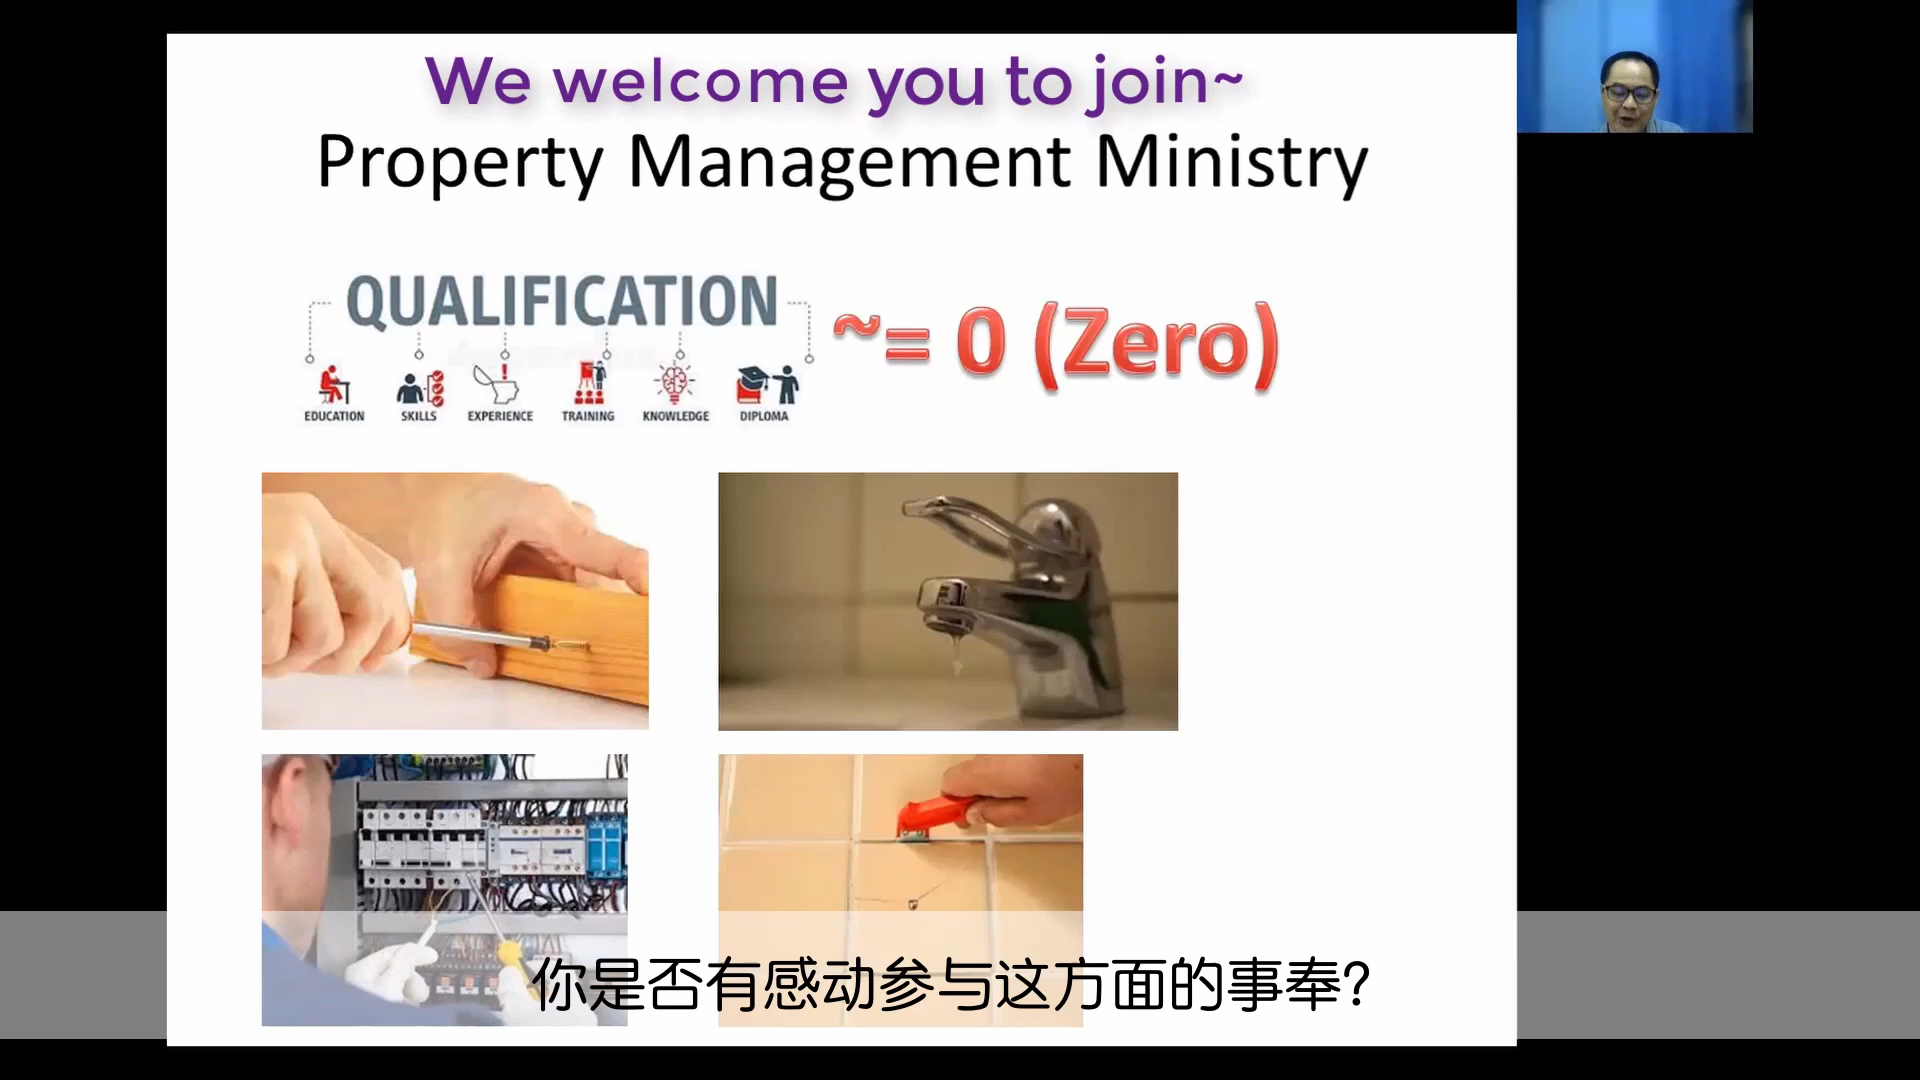 We welcome you to join~
Property Management Ministry
QUALIFICATION
~= 0 (Zero)
EDUCATION SKILLS EXPERIENCE TRAINING KNOWLEDGE DIPLOMA
你是否有感动参与这方面的事奉?